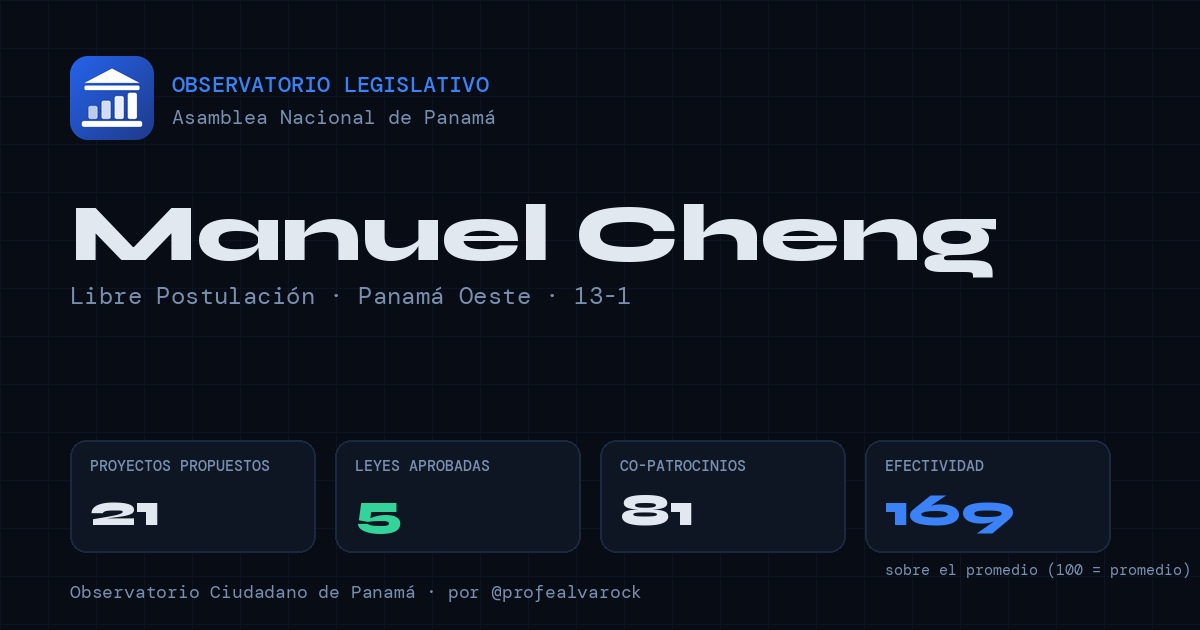 OBSERVATORIO LEGISLATIVO
Asamblea Nacional de Panamá
Manuel Cheng
Libre Postulación · Panamá Oeste · 13-1
PROYECTOS PROPUESTOS
21
LEYES APROBADAS
5
CO-PATROCINIOS
81
EFECTIVIDAD
169
sobre el promedio (100 = promedio)
Observatorio Ciudadano de Panamá · por @profealvarock